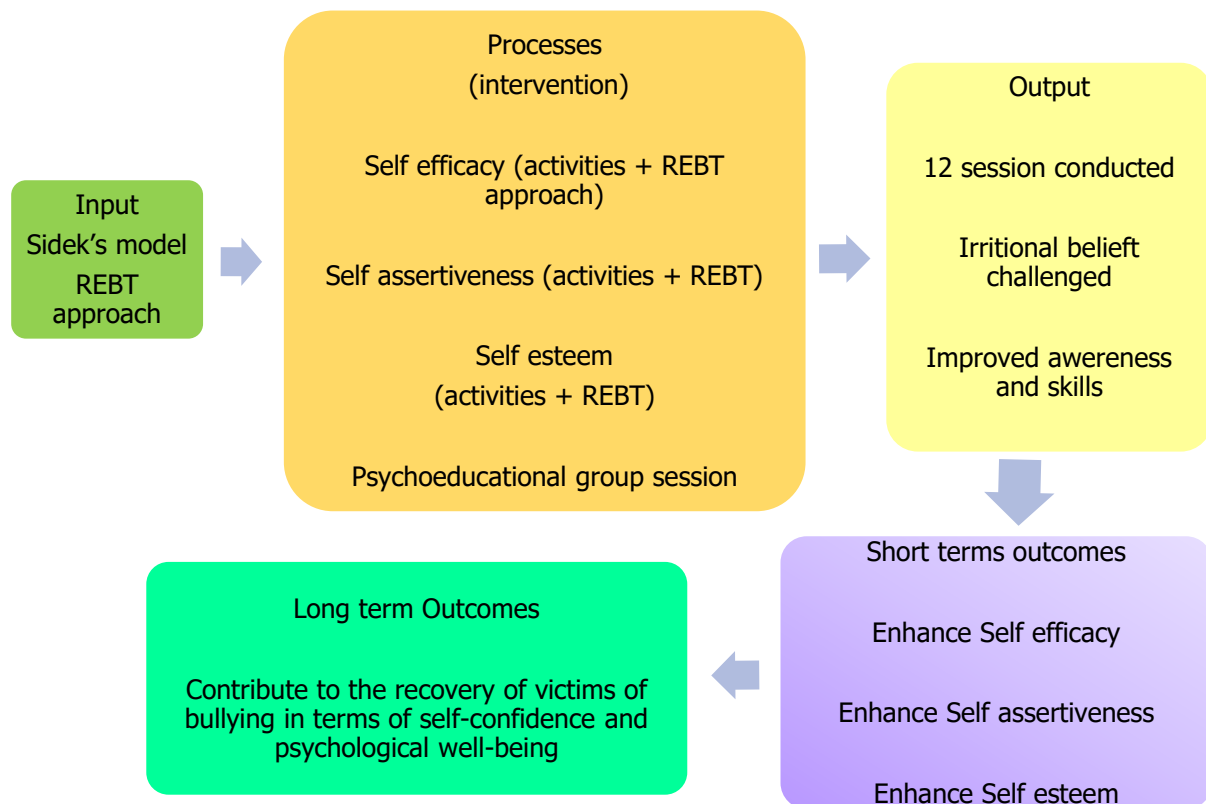 Input
Sidek's model
REBT
approach
Processes
(intervention)
Self efficacy (activities + REBT
approach)
Self assertiveness (activities + REBT)
Self esteem
(activities + REBT)
Psychoeducational group session
Output
12 session conducted
Irritional belieft
challenged
Improved awereness
and skills
Short terms outcomes
Enhance Self efficacy
Enhance Self assertiveness
Enhance Self esteem
Long term Outcomes
Contribute to the recovery of victims of
bullying in terms of self-confidence and
psychological well-being